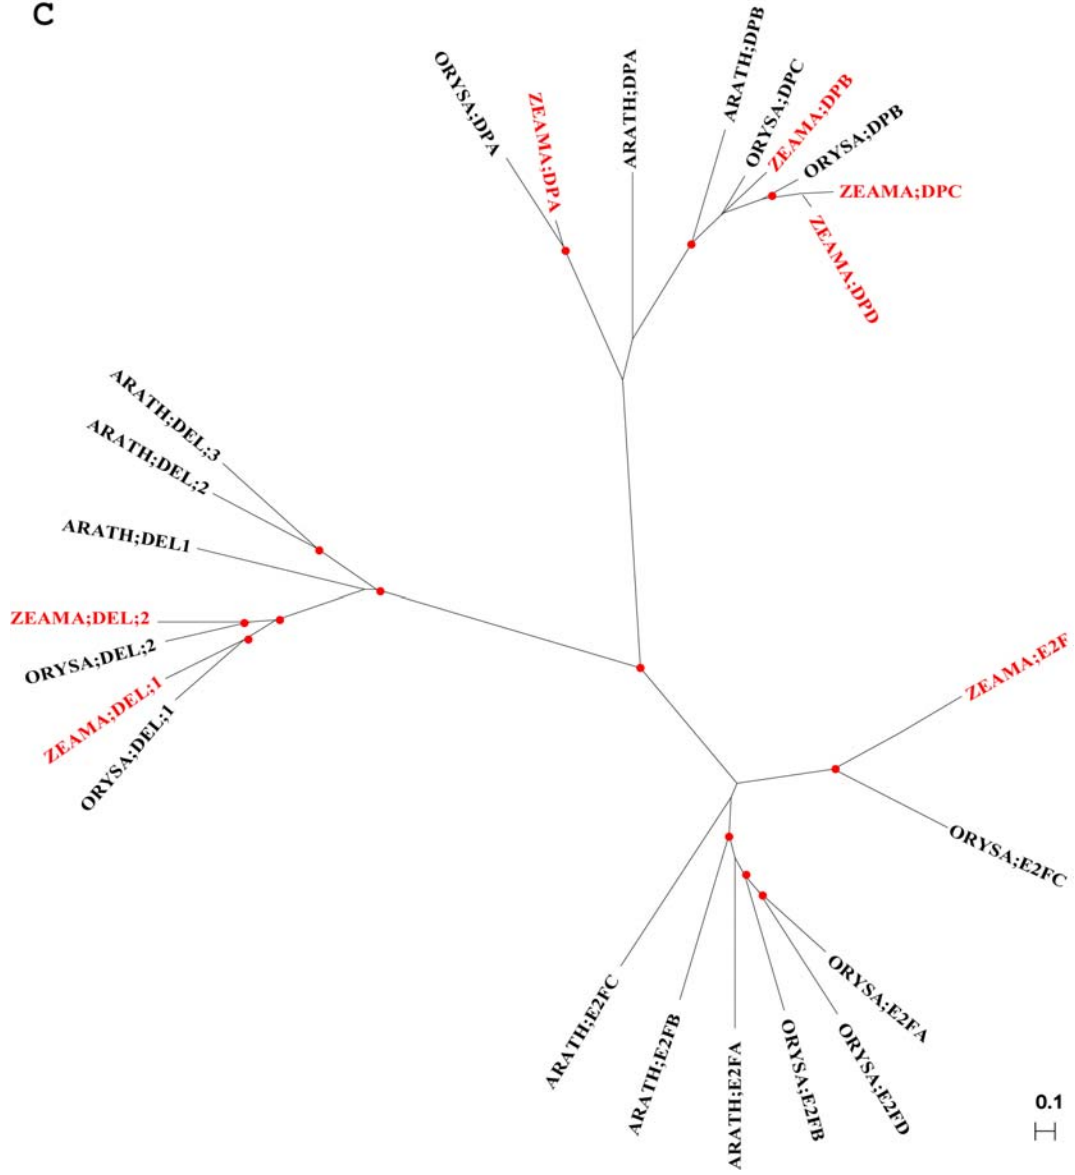 C
ORYSA;DPA
ZEAMA;DPA
ARATH;DPA
ARATH;DPB
ORYSA;DPC
ZEAMA;DPB
ORYSA;DPB
ZEAMA;DPC
ZEAMA;DPD
ARATH;DEL;3
ARATH;DEL;2
ARATH;DEL1
ZEAMA;DEL;2
ORYSA;DEL;2
ZEAMA;DEL;1
ORYSA;DEL;1
ZEAMA;E2F
ORYSA;E2FC
ORYSA;E2FA
ORYSA;E2FD
ORYSA;E2FB
ARATH;E2FA
ARATH;E2FB
ARATH;E2FC
0.1